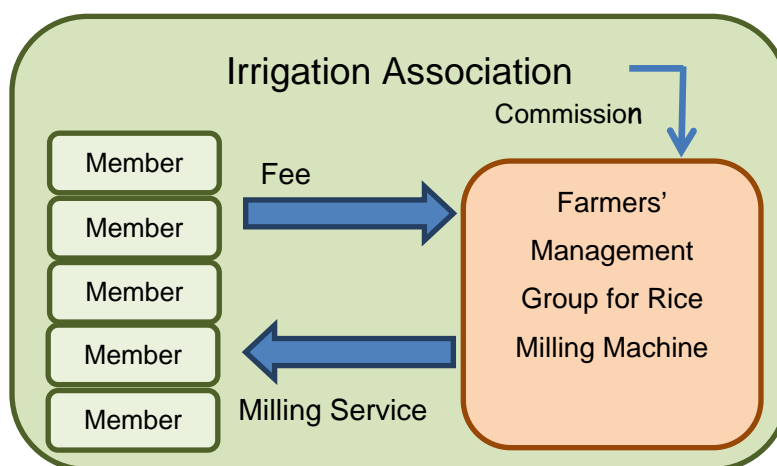 Irrigation Association
Commission
Member
Member
Member
Member
Member
Fee
Milling Service
Farmers’
Management
Group for Rice
Milling Machine